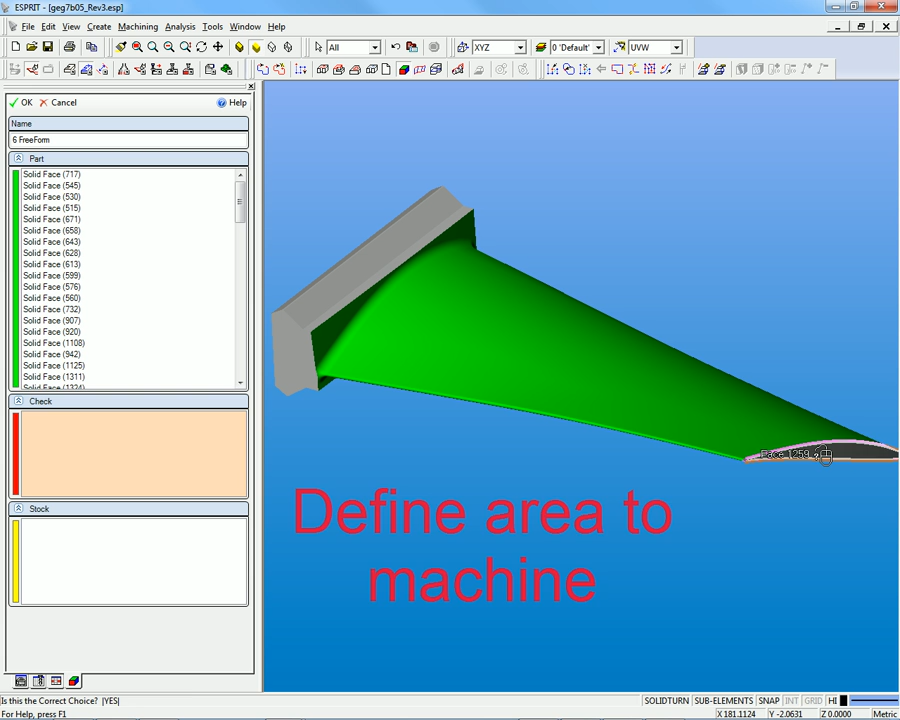 ESPRIT - [geg7b05_Rev3.esp]
File Edit View Create Machining Analysis Tools Window Help
All XYZ 0 'Default' UVW
OK Cancel Help
Name
6 FreeForm
Part
Solid Face (717)
Solid Face (545)
Solid Face (530)
Solid Face (515)
Solid Face (671)
Solid Face (658)
Solid Face (643)
Solid Face (628)
Solid Face (613)
Solid Face (599)
Solid Face (576)
Solid Face (560)
Solid Face (732)
Solid Face (907)
Solid Face (920)
Solid Face (1108)
Solid Face (942)
Solid Face (1125)
Solid Face (1311)
Solid Face (1324)
Check
Stock
Face 1259
Define area to
machine
Is this the Correct Choice? |YES|
SOLIDTURN SUB-ELEMENTS SNAP INT GRID HI
For Help, press F1
X 181.1124 Y -2.0631 Z 0.0000 Metric